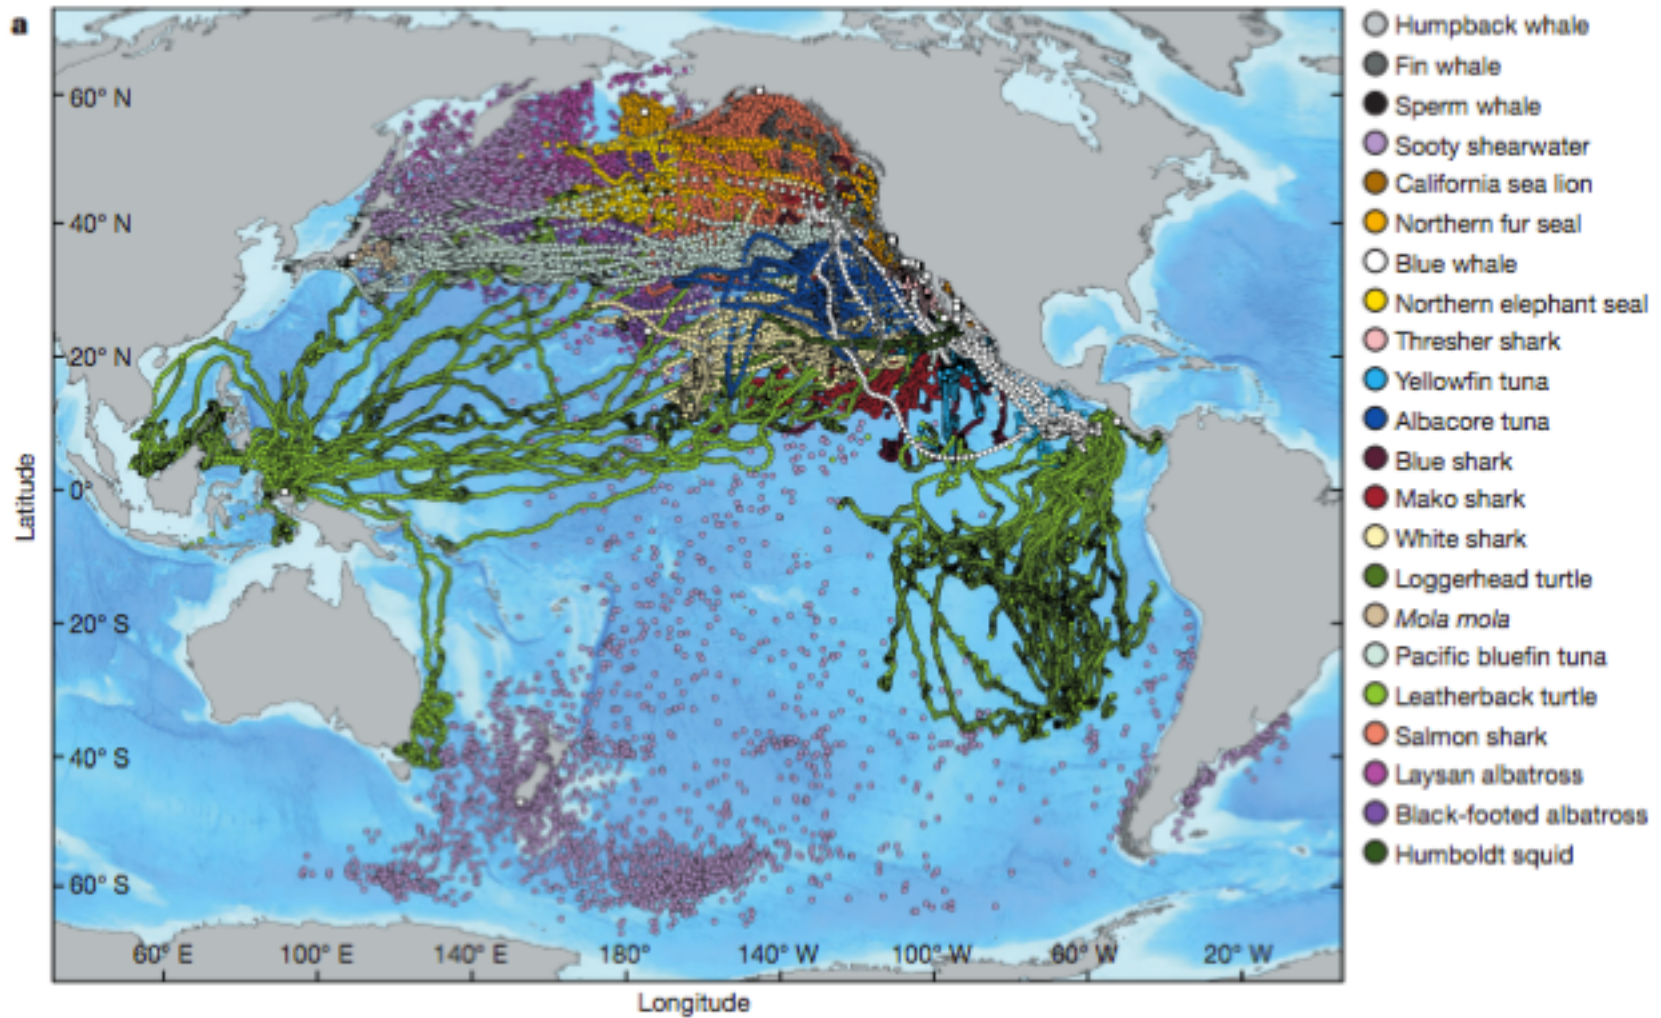 a
Humpback whale
Fin whale
Sperm whale
Sooty shearwater
California sea lion
Northern fur seal
Blue whale
Northern elephant seal
Thresher shark
Yellowfin tuna
Albacore tuna
Blue shark
Mako shark
White shark
Loggerhead turtle
Mola mola
Pacific bluefin tuna
Leatherback turtle
Salmon shark
Laysan albatross
Black-footed albatross
Humboldt squid
60° N
40° N
20° N
0°
20° S
40° S
60° S
Latitude
60° E 100° E 140° E 180° 140° W 100° W 60° W 20° W
Longitude